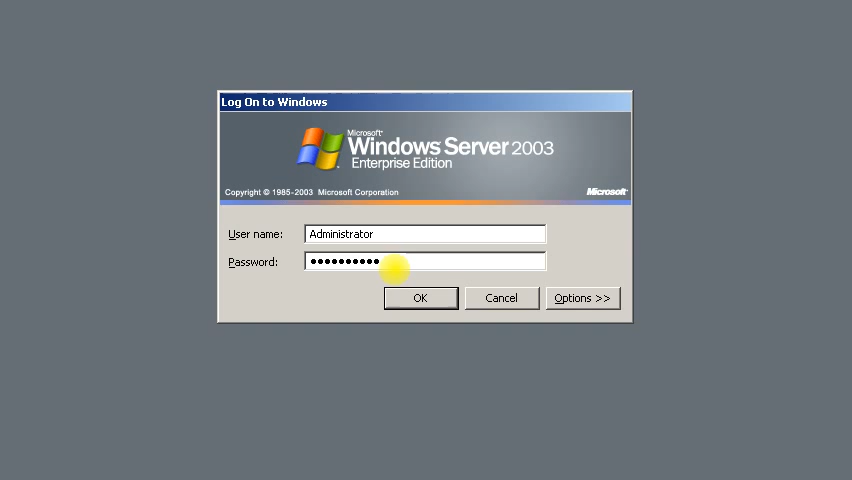 Log On to Windows
Microsoft®
Windows Server 2003
Enterprise Edition
Copyright © 1985-2003 Microsoft Corporation
Microsoft®
User name: Administrator
Password: ●●●●●●●●●●
OK Cancel Options >>